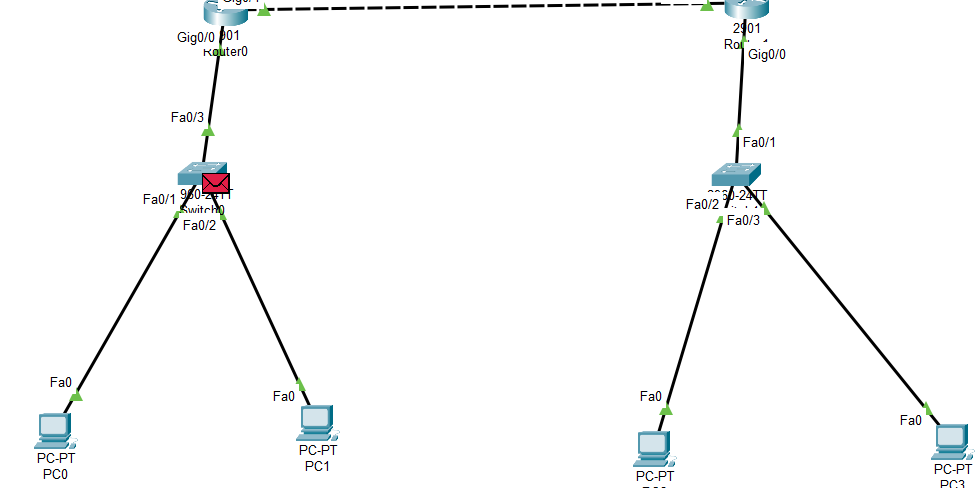 Gig0/0
Router0
2901
Gig0/0
Fa0/3
Fa0/1
Fa0/1
Switch0
Fa0/2
Fa0/2
Fa0/3
Fa0
Fa0
Fa0
Fa0
PC-PT
PC0
PC-PT
PC1
PC-PT
PC-PT
PC3